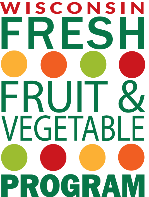 WISCONSIN
FRESH
FRUIT &
VEGETABLE
PROGRAM